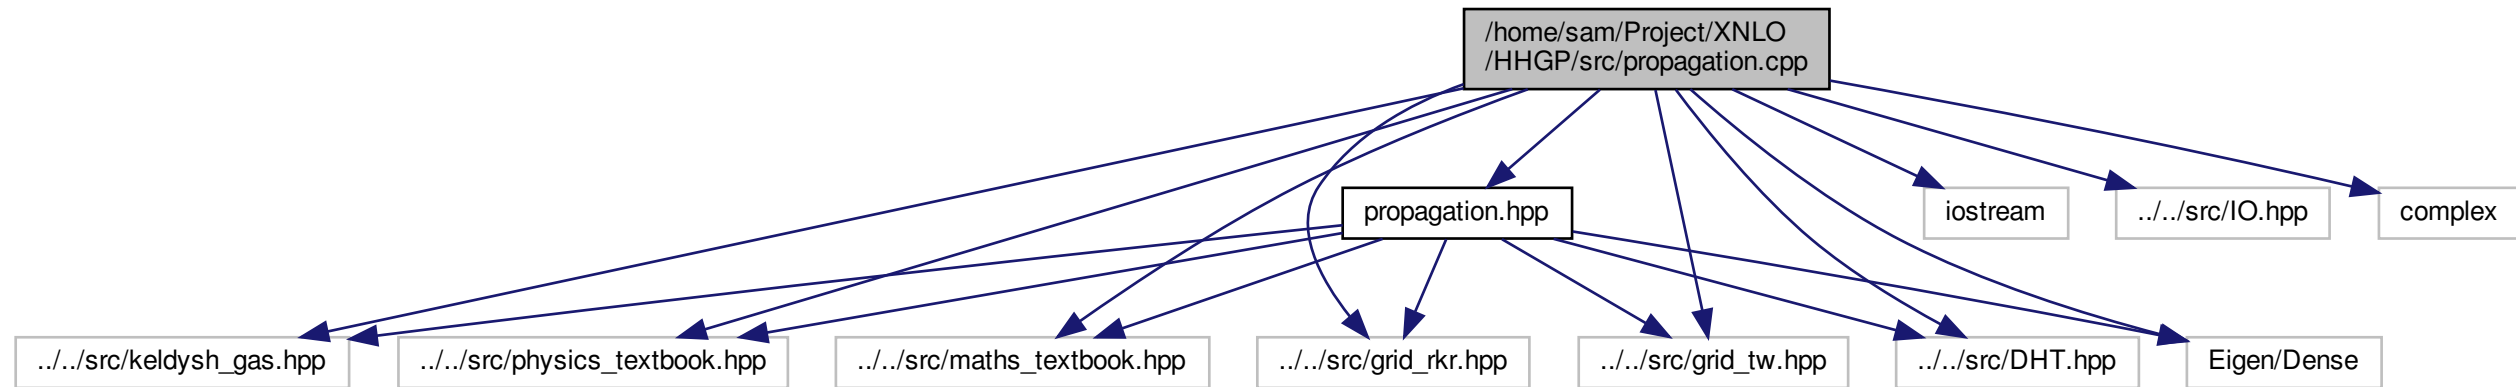 /home/sam/Project/XNLO
/HHGP/src/propagation.cpp
propagation.hpp
iostream
../../src/IO.hpp
complex
../../src/keldysh_gas.hpp
../../src/physics_textbook.hpp
../../src/maths_textbook.hpp
../../src/grid_rkr.hpp
../../src/grid_tw.hpp
../../src/DHT.hpp
Eigen/Dense